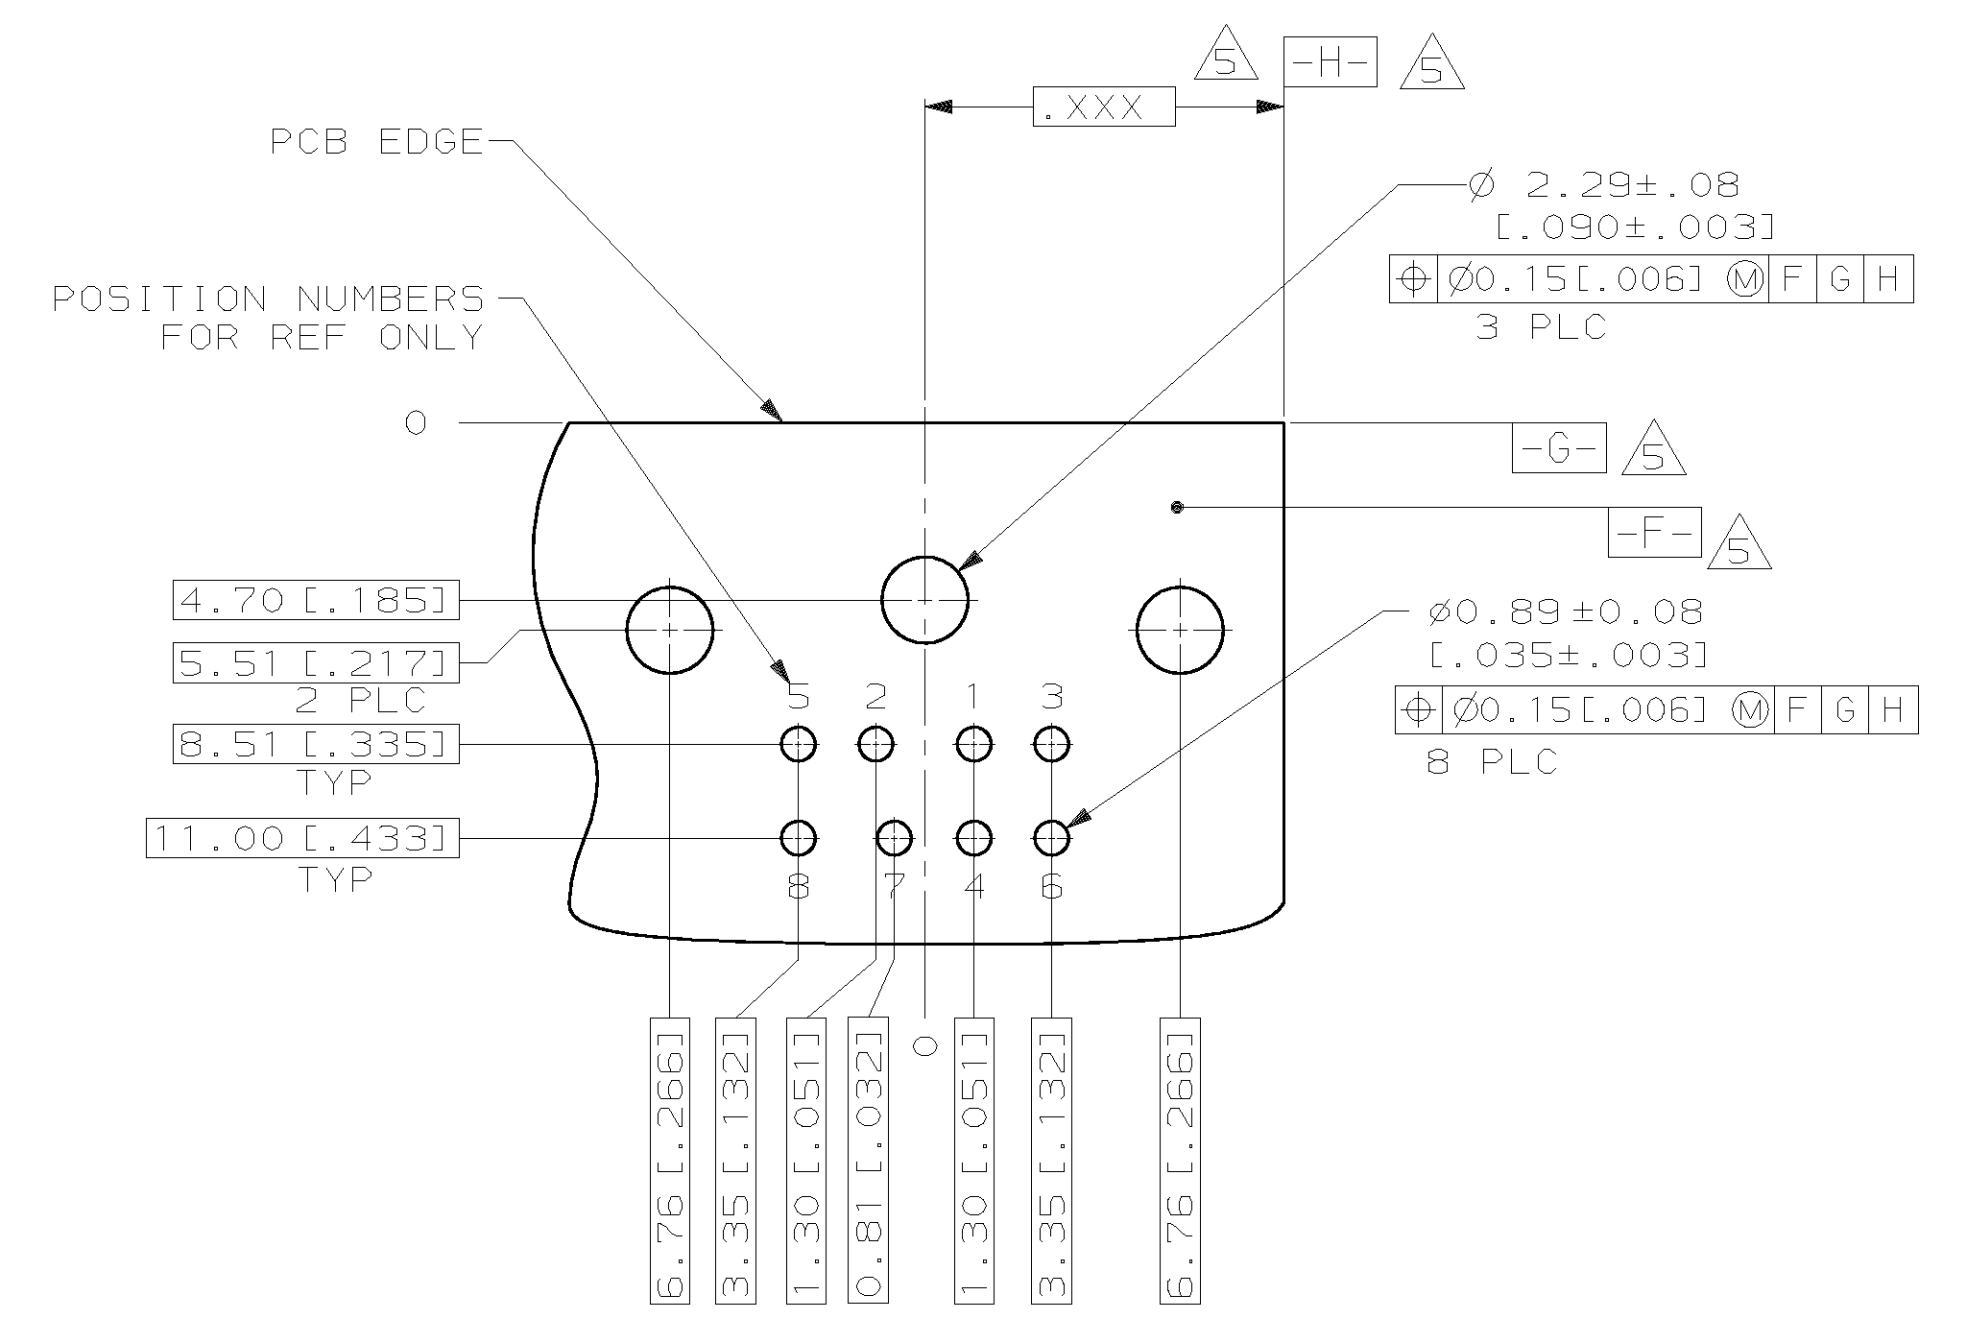 5
-H-
5
.XXX
PCB EDGE
⌀ 2.29±.08
[.090±.003]
⌖ ⌀0.15[.006] Ⓜ F G H
3 PLC
POSITION NUMBERS
FOR REF ONLY
0
-G-
5
-F-
5
4.70 [.185]
5.51 [.217]
2 PLC
8.51 [.335]
TYP
11.00 [.433]
TYP
⌀0.89±0.08
[.035±.003]
⌖ ⌀0.15[.006] Ⓜ F G H
8 PLC
5 2 1 3
8 7 4 6
6.76 [.266]
3.35 [.132]
1.30 [.051]
0.81 [.032]
0
1.30 [.051]
3.35 [.132]
6.76 [.266]